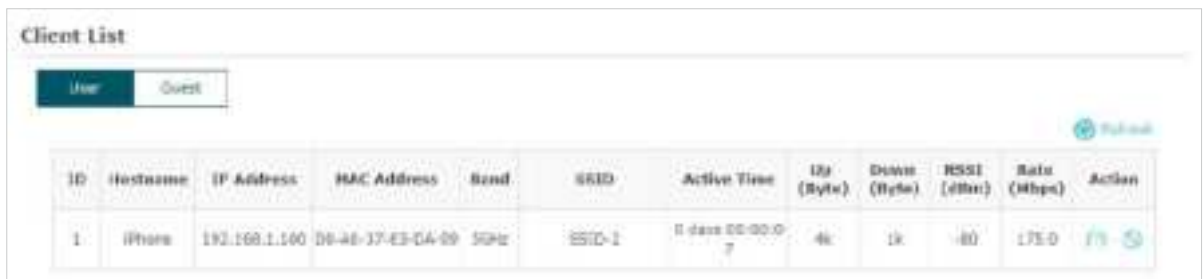 Client List
User Guest
Refresh
ID Hostname IP Address MAC Address Band SSID Active Time Up (Byte) Down (Byte) RSSI (dBm) Rate (Mbps) Action
1 iPhone 192.168.1.100 5GHz 0 days 00:00:0
7 4k 1k -80 175.0